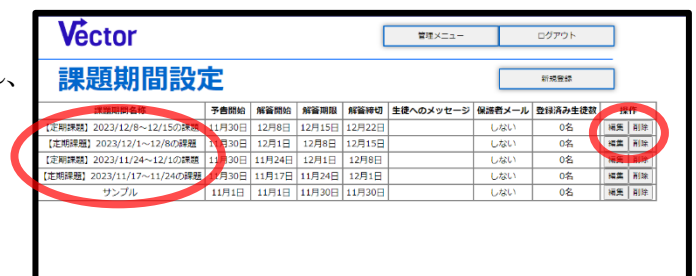 Vector
管理メニュー ログアウト
し、
課題期間設定
新規登録
課題期間名称 予告開始 解答開始 解答期限 解答締切 生徒へのメッセージ 保護者メール 登録済み生徒数 操作
【定期課題】2023/12/8～12/15の課題 11月30日 12月8日 12月15日 12月22日 しない 0名 編集 削除
【定期課題】2023/12/1～12/8の課題 11月30日 12月1日 12月8日 12月15日 しない 0名 編集 削除
【定期課題】2023/11/24～12/1の課題 11月30日 11月24日 12月1日 12月8日 しない 0名 編集 削除
【定期課題】2023/11/17～11/24の課題 11月30日 11月17日 11月24日 12月1日 しない 0名 編集 削除
サンプル 11月1日 11月1日 11月30日 11月30日 しない 0名 編集 削除